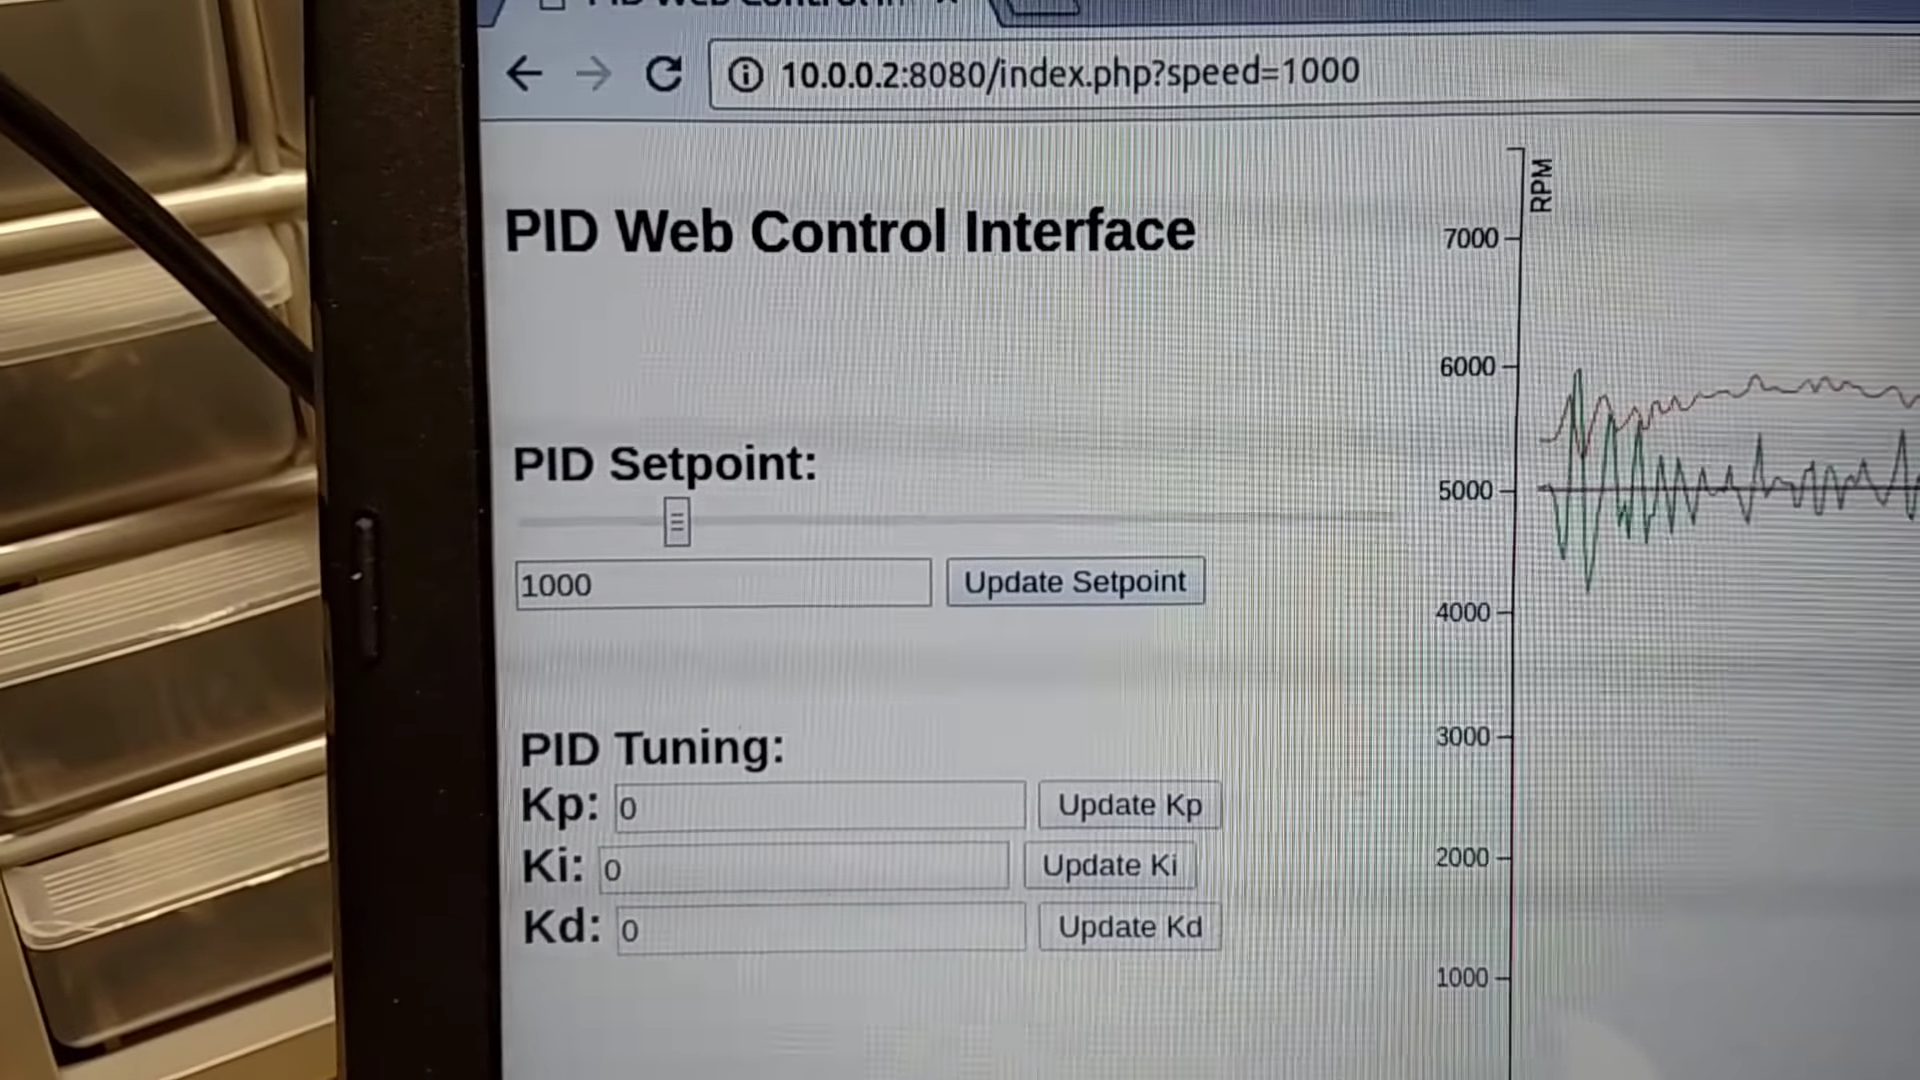 10.0.0.2:8080/index.php?speed=1000
PID Web Control Interface
PID Setpoint:
1000
Update Setpoint
PID Tuning:
Kp: 0 Update Kp
Ki: 0 Update Ki
Kd: 0 Update Kd
RPM
7000
6000
5000
4000
3000
2000
1000